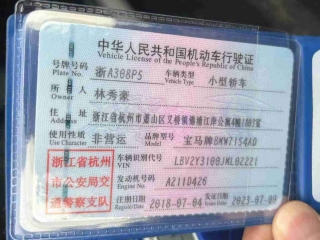 中华人民共和国机动车行驶证
Vehicle License of the People's Republic of China
号牌号码 浙A308P5 车辆类型 小型轿车
Plate No. Vehicle Type
所有人 林秀豪
Owner
住址 浙江省杭州市萧山区义桥镇
Address
使用性质 非营运 品牌型号 宝马牌BMW7154AD
Use Character Model
浙江省杭州 车辆识别代号 LBV2Y3100JML02221
市公安局交 VIN
通警察支队 发动机号码 A211D426
Engine No.
注册日期 2018-07-04 发证日期 2023-07-09
Register Date Issue Date